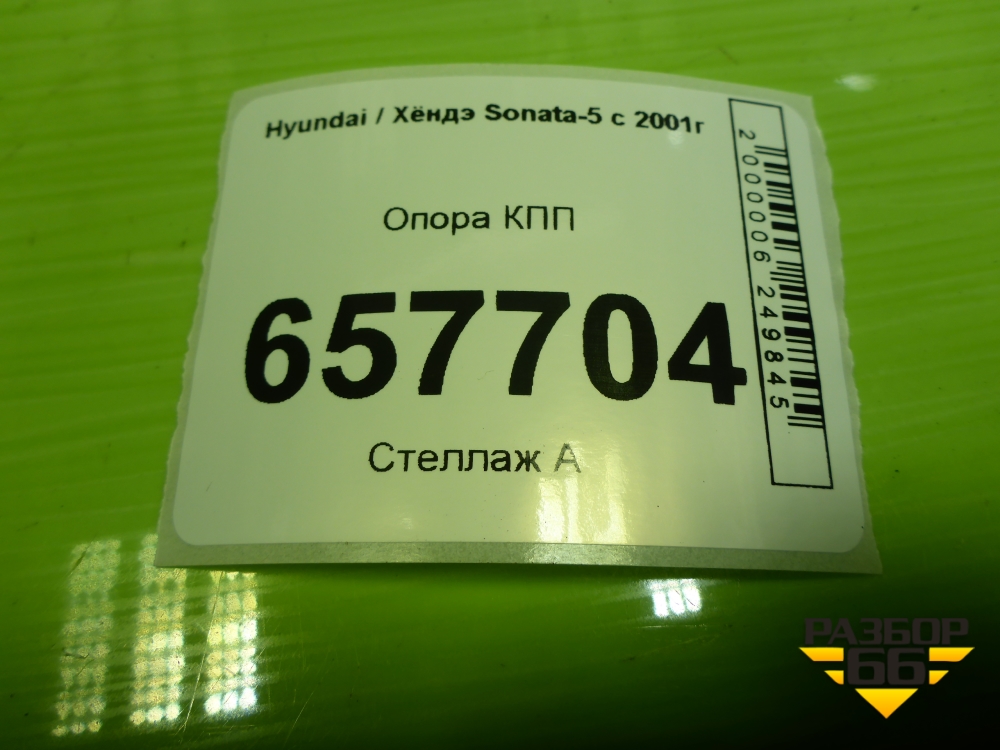 Hyundai / Хёндэ Sonata-5 с 2001г
Опора КПП
657704
Стеллаж А
2000006249845
РАЗБОР
66